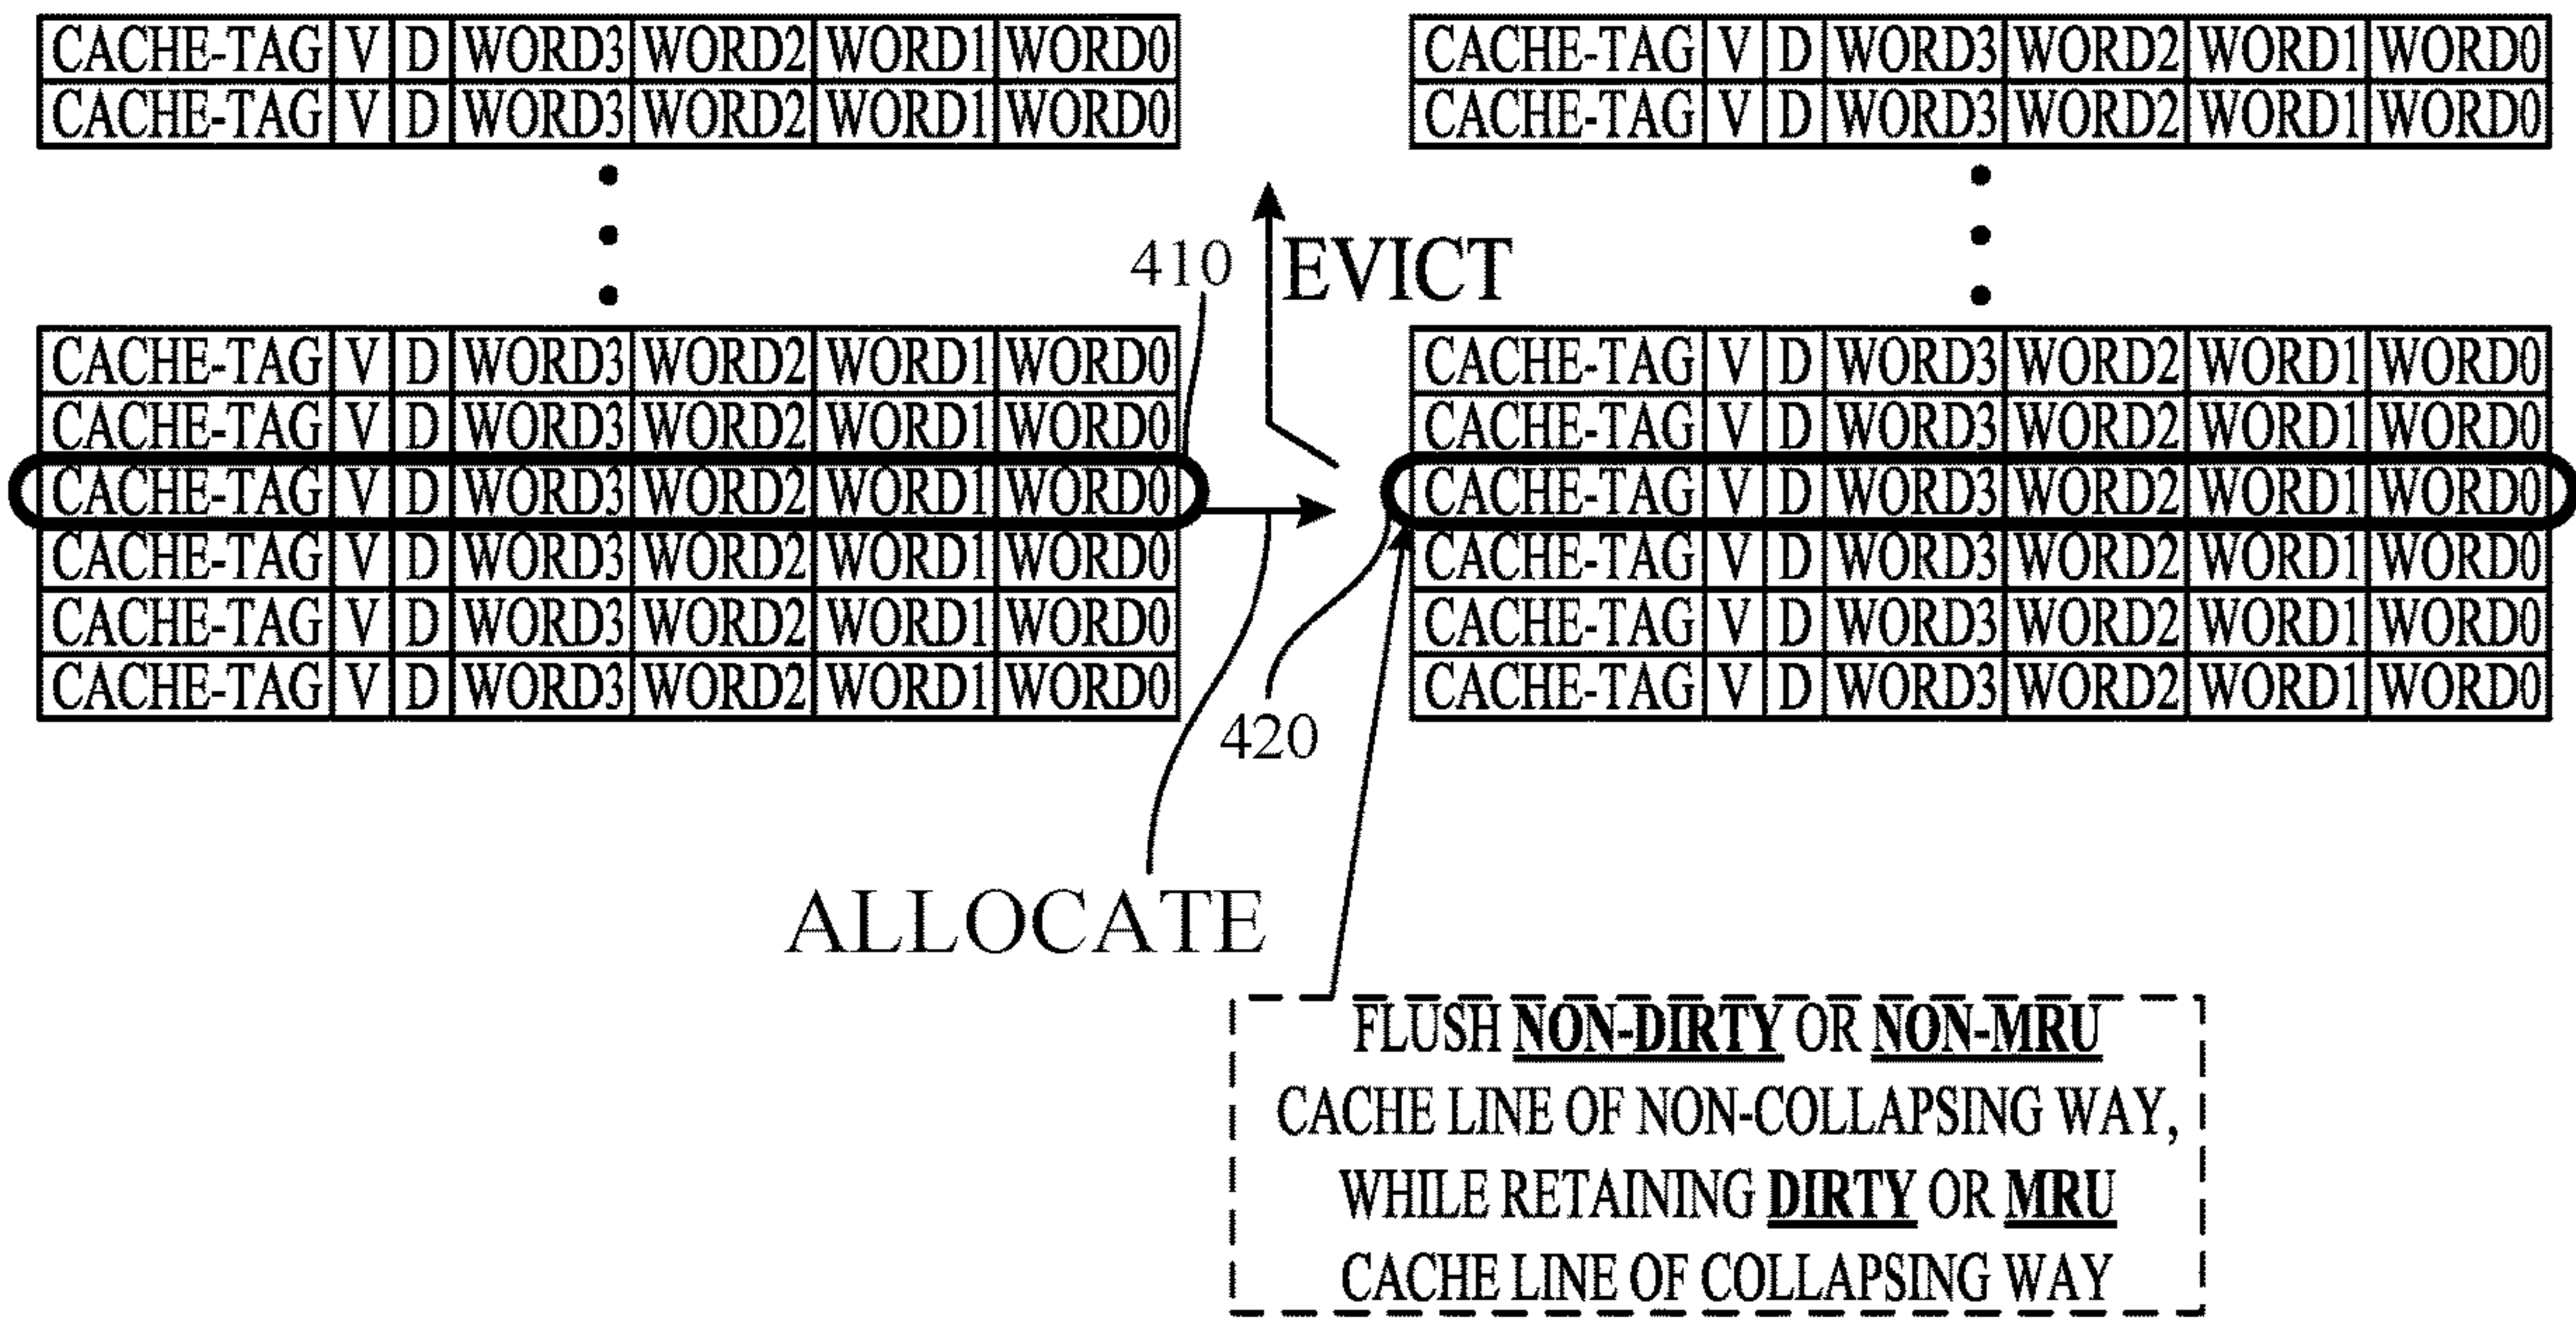 CACHE-TAG V D WORD3 WORD2 WORD1 WORD0 CACHE-TAG V D WORD3 WORD2 WORD1 WORD0
CACHE-TAG V D WORD3 WORD2 WORD1 WORD0 CACHE-TAG V D WORD3 WORD2 WORD1 WORD0
410 EVICT
CACHE-TAG V D WORD3 WORD2 WORD1 WORD0 CACHE-TAG V D WORD3 WORD2 WORD1 WORD0
CACHE-TAG V D WORD3 WORD2 WORD1 WORD0 CACHE-TAG V D WORD3 WORD2 WORD1 WORD0
CACHE-TAG V D WORD3 WORD2 WORD1 WORD0 CACHE-TAG V D WORD3 WORD2 WORD1 WORD0
CACHE-TAG V D WORD3 WORD2 WORD1 WORD0 CACHE-TAG V D WORD3 WORD2 WORD1 WORD0
CACHE-TAG V D WORD3 WORD2 WORD1 WORD0 CACHE-TAG V D WORD3 WORD2 WORD1 WORD0
CACHE-TAG V D WORD3 WORD2 WORD1 WORD0 CACHE-TAG V D WORD3 WORD2 WORD1 WORD0
420
ALLOCATE
FLUSH NON-DIRTY OR NON-MRU
CACHE LINE OF NON-COLLAPSING WAY,
WHILE RETAINING DIRTY OR MRU
CACHE LINE OF COLLAPSING WAY